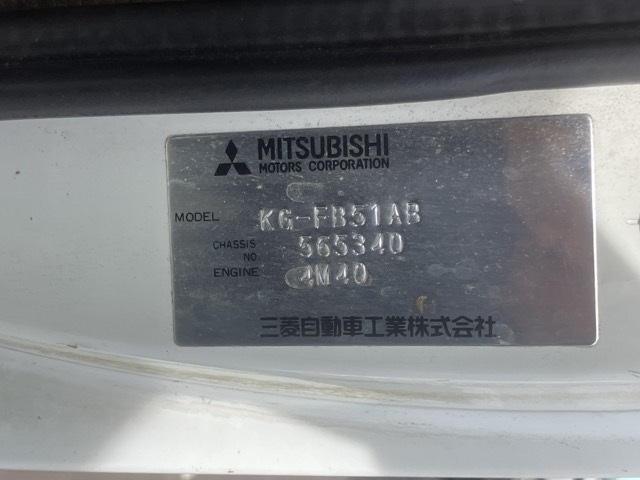 MITSUBISHI
MOTORS CORPORATION
MODEL KG-FB51AB
CHASSIS NO. 565340
ENGINE 4M40
三菱自動車工業株式会社